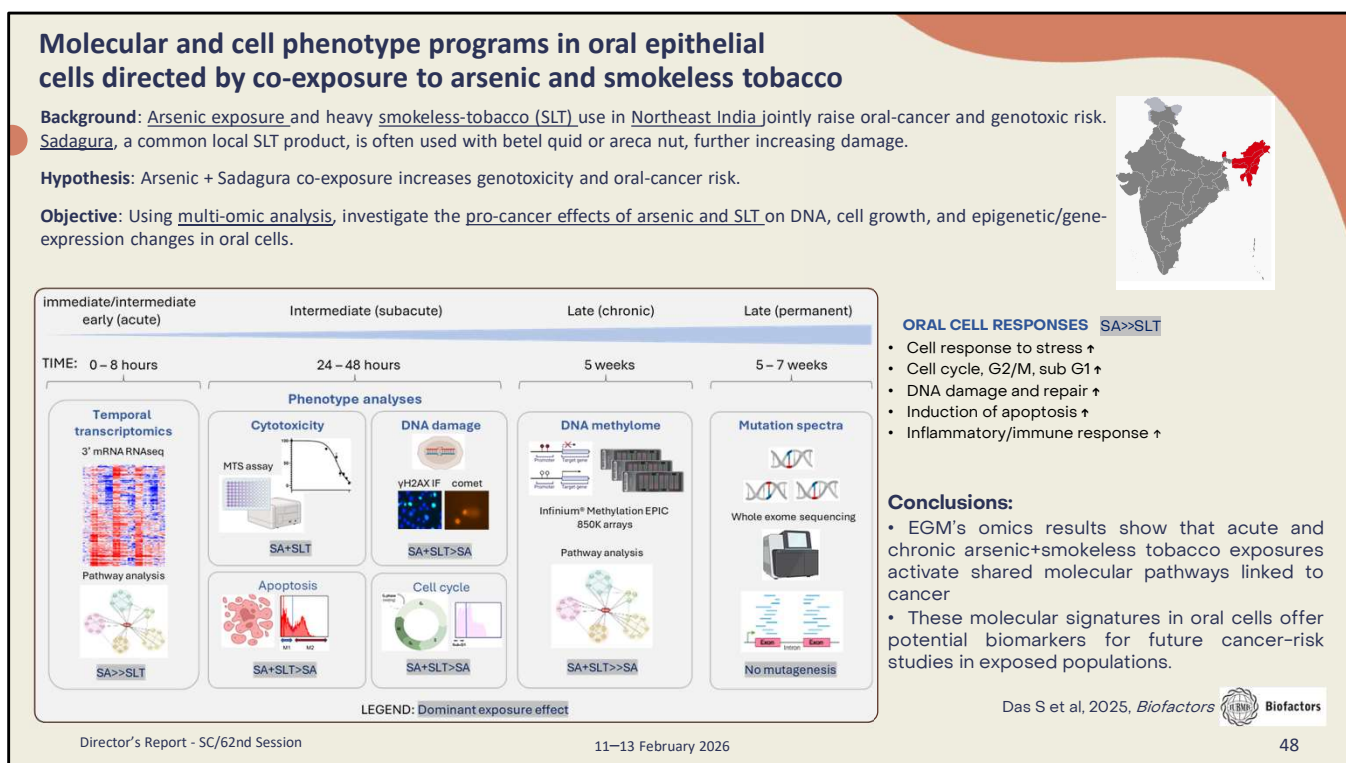 Molecular and cell phenotype programs in oral epithelial
cells directed by co-exposure to arsenic and smokeless tobacco
Background: Arsenic exposure and heavy smokeless-tobacco (SLT) use in Northeast India jointly raise oral-cancer and genotoxic risk.
Sadagura, a common local SLT product, is often used with betel quid or areca nut, further increasing damage.
Hypothesis: Arsenic + Sadagura co-exposure increases genotoxicity and oral-cancer risk.
Objective: Using multi-omic analysis, investigate the pro-cancer effects of arsenic and SLT on DNA, cell growth, and epigenetic/gene-
expression changes in oral cells.
immediate/intermediate
early (acute)
Intermediate (subacute)
Late (chronic)
Late (permanent)
TIME: 0 – 8 hours
24 – 48 hours
5 weeks
5 – 7 weeks
Temporal
transcriptomics
3' mRNA RNAseq
Pathway analysis
SA>>SLT
Phenotype analyses
Cytotoxicity
MTS assay
SA+SLT
DNA damage
γH2AX IF comet
SA+SLT>SA
Apoptosis
M1 M2
SA+SLT>SA
Cell cycle
SA+SLT>SA
DNA methylome
Promoter Target gene
Promoter Target gene
Infinium® Methylation EPIC
850K arrays
Pathway analysis
SA+SLT>>SA
Mutation spectra
Whole exome sequencing
Exon Intron Exon
No mutagenesis
LEGEND: Dominant exposure effect
ORAL CELL RESPONSES SA>>SLT
• Cell response to stress ↑
• Cell cycle, G2/M, sub G1 ↑
• DNA damage and repair ↑
• Induction of apoptosis ↑
• Inflammatory/immune response ↑
Conclusions:
• EGM's omics results show that acute and
chronic arsenic+smokeless tobacco exposures
activate shared molecular pathways linked to
cancer
• These molecular signatures in oral cells offer
potential biomarkers for future cancer-risk
studies in exposed populations.
Das S et al, 2025, Biofactors
IUBMB
Biofactors
Director's Report - SC/62nd Session
11–13 February 2026
48